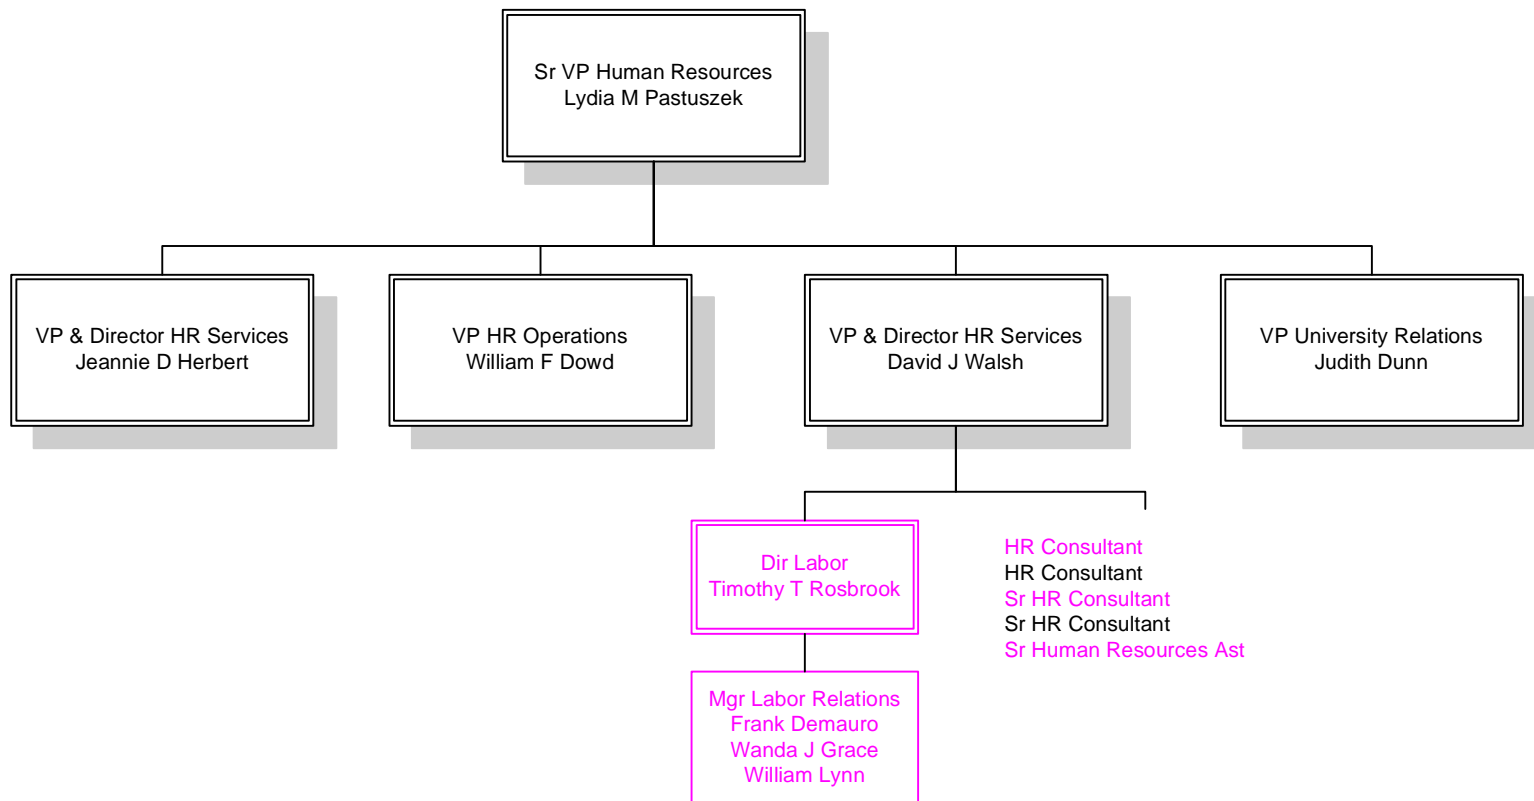 Sr VP Human Resources
Lydia M Pastuszek
VP & Director HR Services
Jeannie D Herbert
VP HR Operations
William F Dowd
VP & Director HR Services
David J Walsh
VP University Relations
Judith Dunn
Dir Labor
Timothy T Rosbrook
HR Consultant
HR Consultant
Sr HR Consultant
Sr HR Consultant
Sr Human Resources Ast
Mgr Labor Relations
Frank Demauro
Wanda J Grace
William Lynn